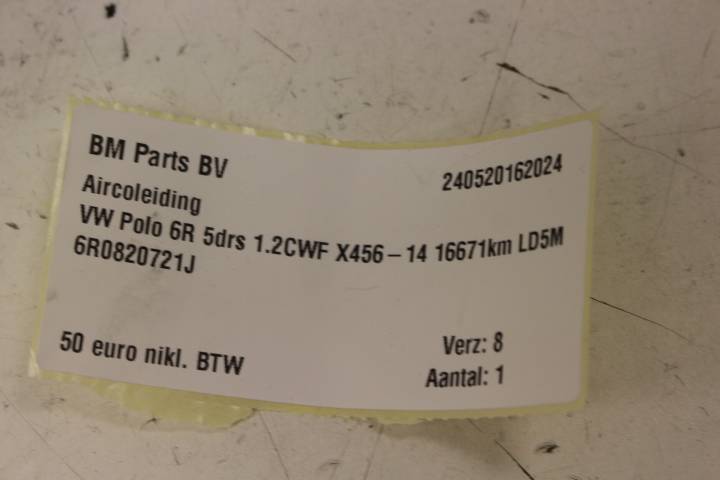 BM Parts BV
240520162024
Aircoleiding
VW Polo 6R 5drs 1.2CWF X456-14 16671km LD5M
6R0820721J
50 euro nikl. BTW
Verz: 8
Aantal: 1